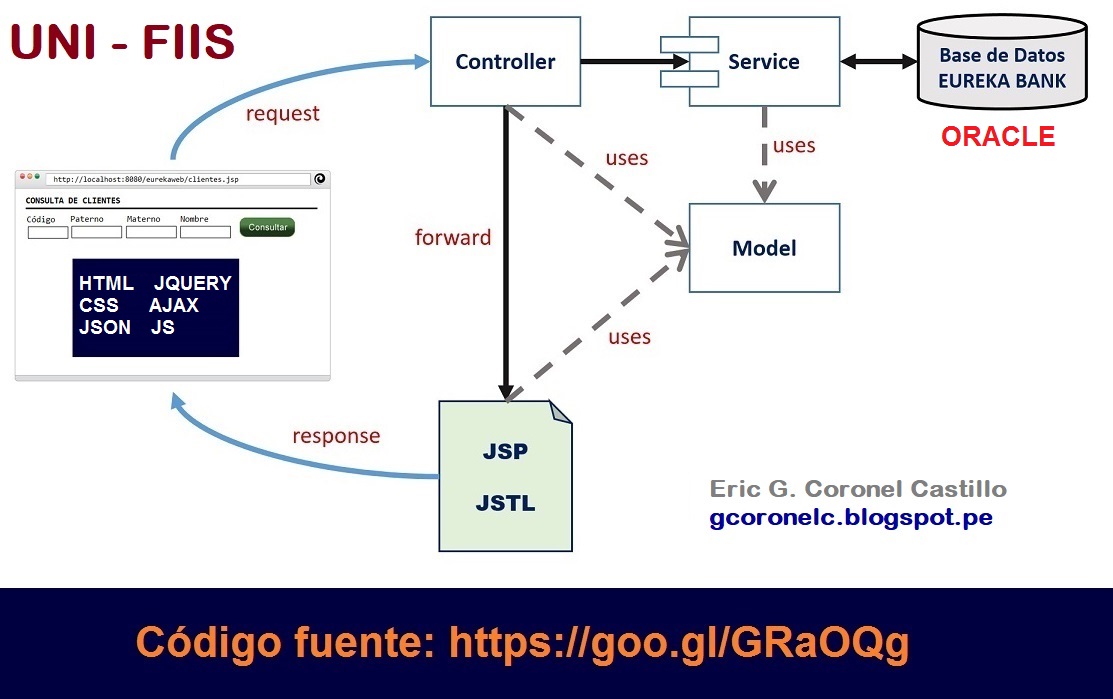 UNI - FIIS
Controller
Service
Base de Datos
EUREKA BANK
ORACLE
request
uses
uses
http://localhost:8080/eurekaweb/clientes.jsp
CONSULTA DE CLIENTES
Código Paterno Materno Nombre
Consultar
forward
Model
HTML JQUERY
CSS AJAX
JSON JS
uses
response
JSP
JSTL
Eric G. Coronel Castillo
gcoronelc.blogspot.pe
Código fuente: https://goo.gl/GRaOQg